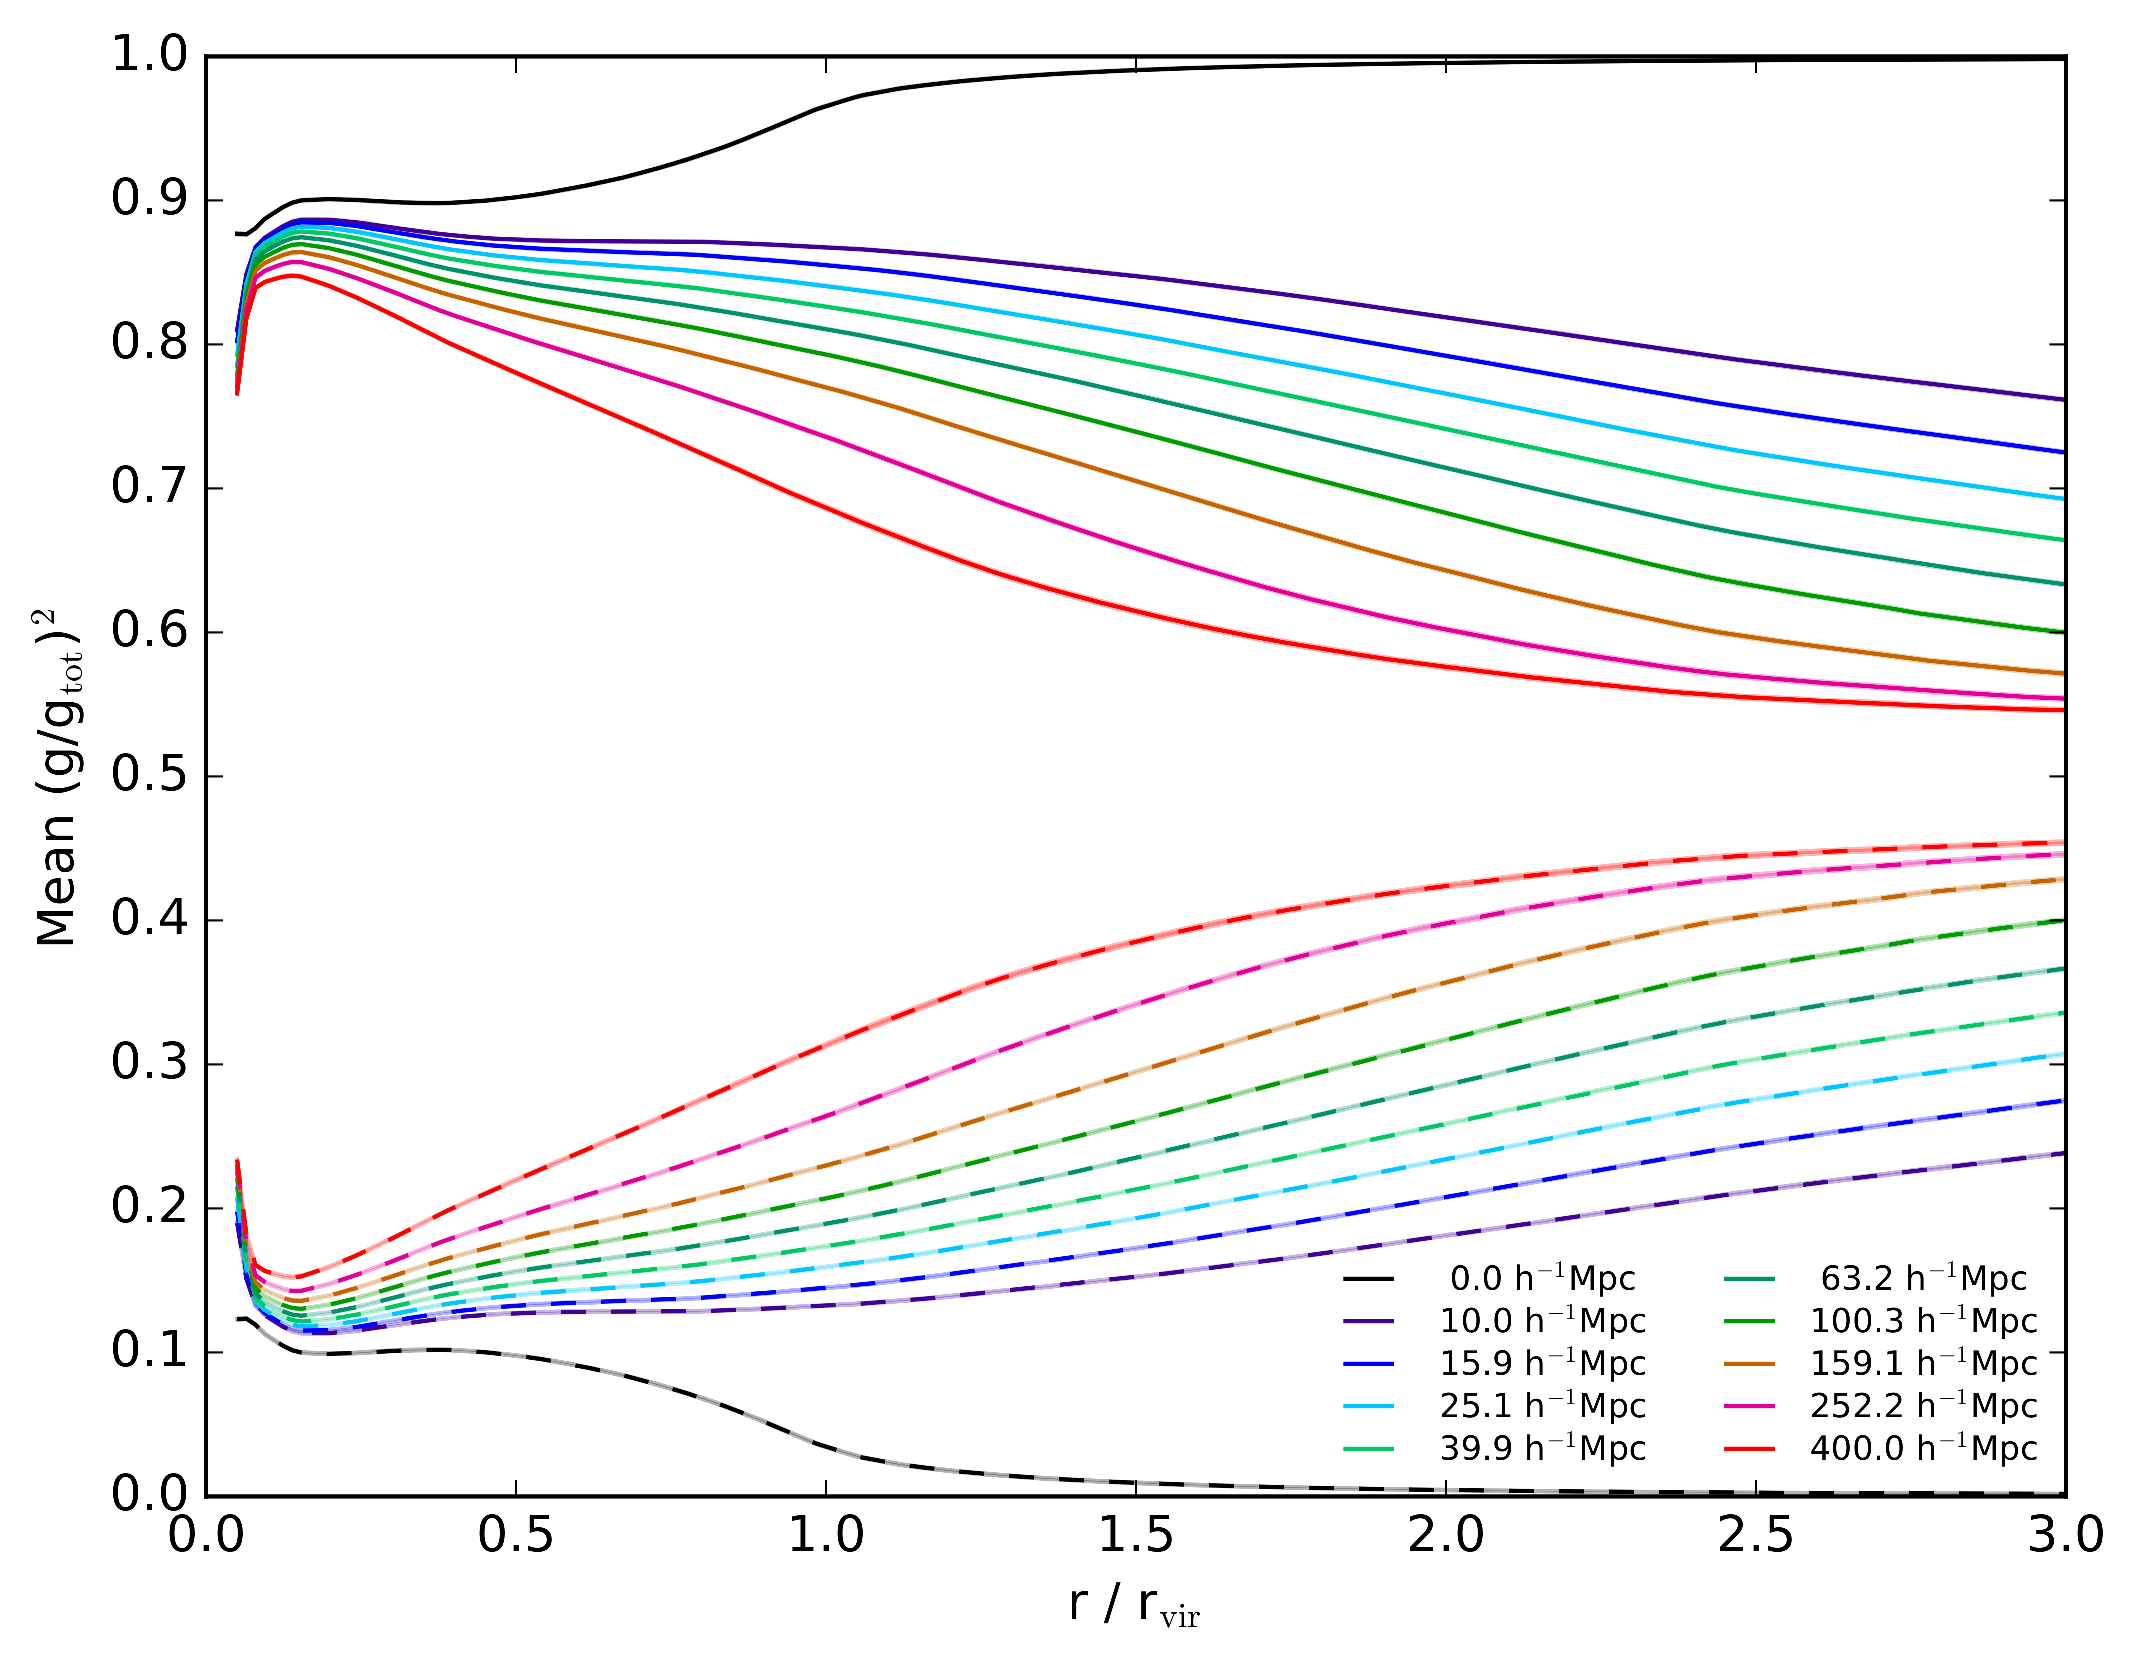 1.0
0.9
0.8
0.7
0.6
0.5
0.4
0.3
0.2
0.1
0.0
Mean (g/g_tot)²
0.0 h⁻¹Mpc
10.0 h⁻¹Mpc
15.9 h⁻¹Mpc
25.1 h⁻¹Mpc
39.9 h⁻¹Mpc
63.2 h⁻¹Mpc
100.3 h⁻¹Mpc
159.1 h⁻¹Mpc
252.2 h⁻¹Mpc
400.0 h⁻¹Mpc
0.0 0.5 1.0 1.5 2.0 2.5 3.0
r / r_vir